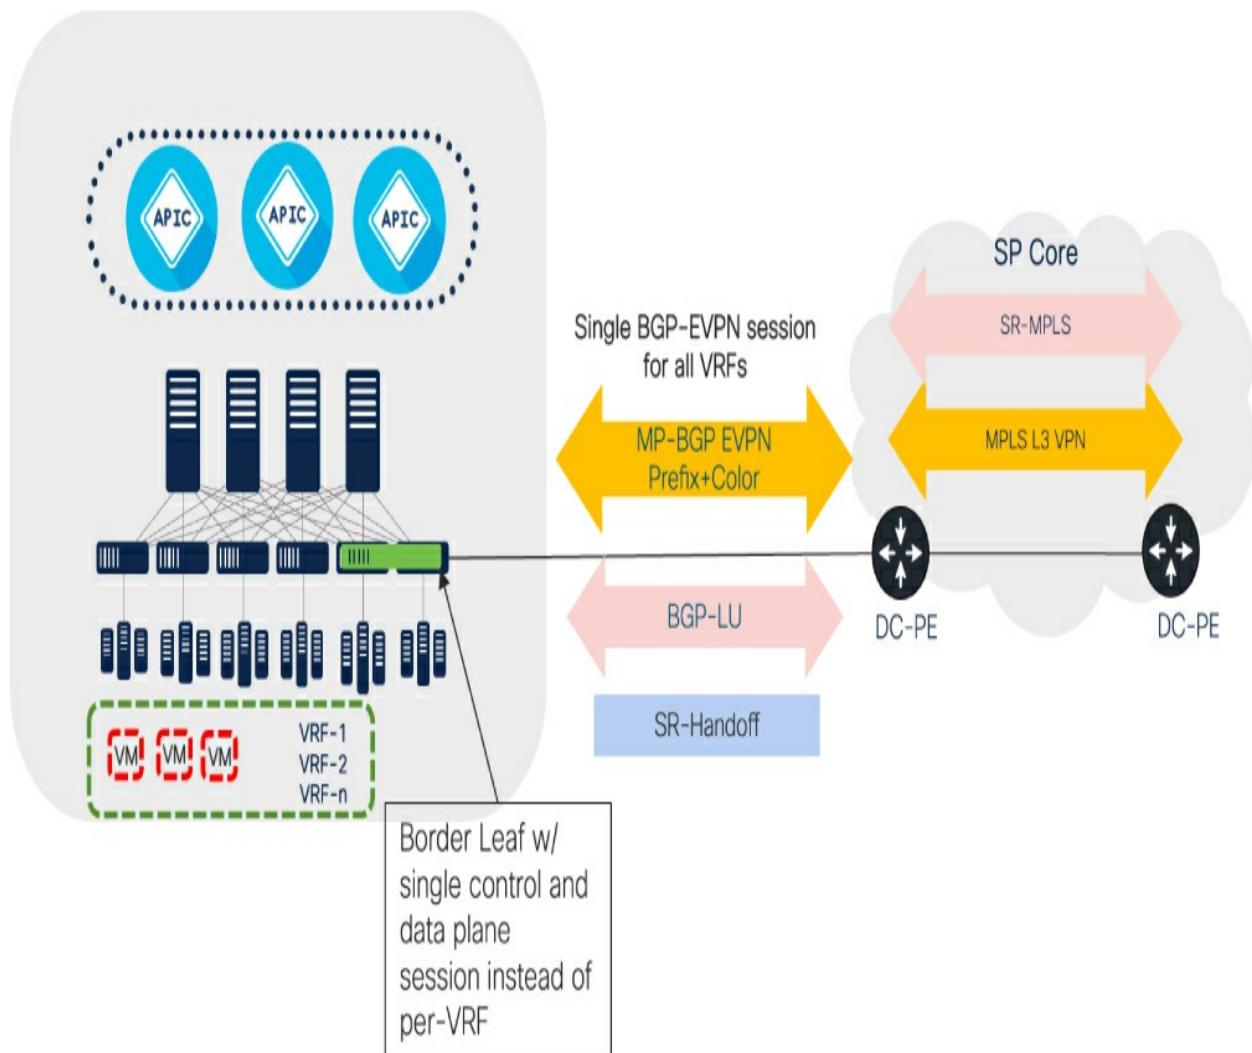 APIC
APIC
APIC
SP Core
SR-MPLS
MPLS L3 VPN
Single BGP-EVPN session
for all VRFs
MP-BGP EVPN
Prefix+Color
BGP-LU
SR-Handoff
DC-PE
DC-PE
VM
VM
VM
VRF-1
VRF-2
VRF-n
Border Leaf w/
single control and
data plane
session instead of
per-VRF